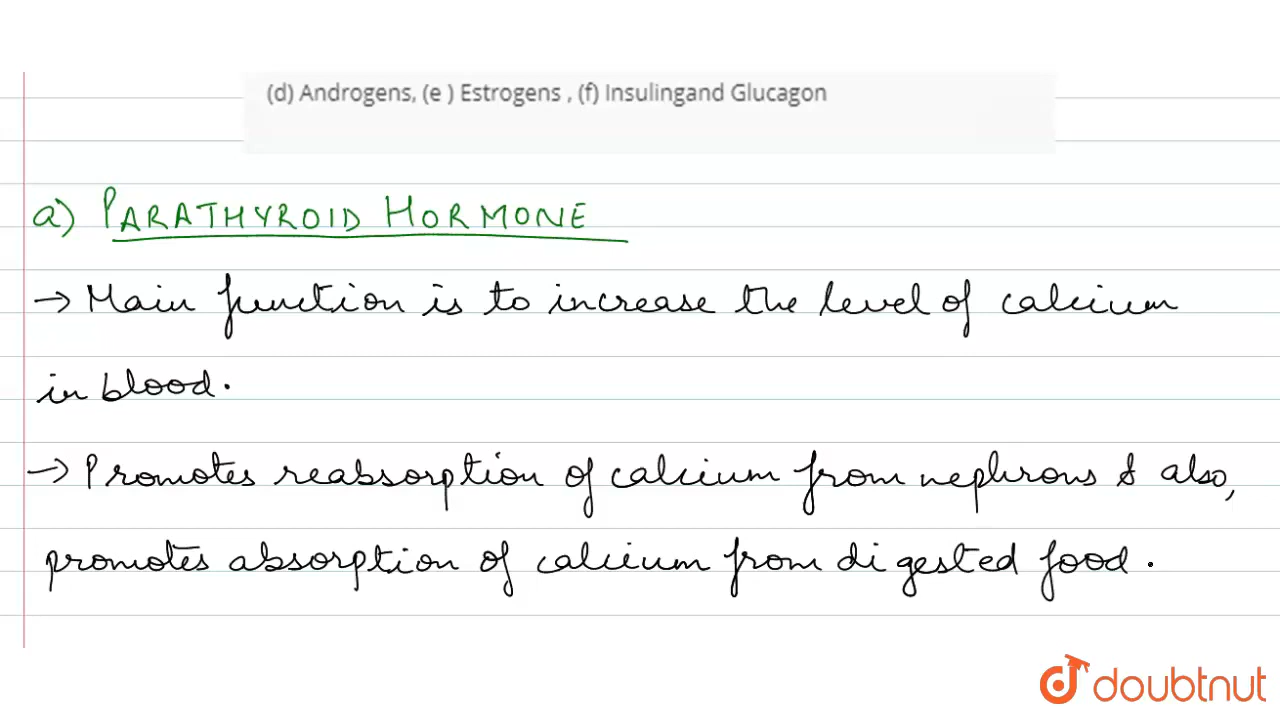 (d) Androgens, (e ) Estrogens , (f) Insulingand Glucagon
a) PARATHYROID HORMONE
→ Main function is to increase the level of calcium
in blood.
→ Promotes reabsorption of calcium from nephrons & also,
promotes absorption of calcium from digested food.
doubtnut